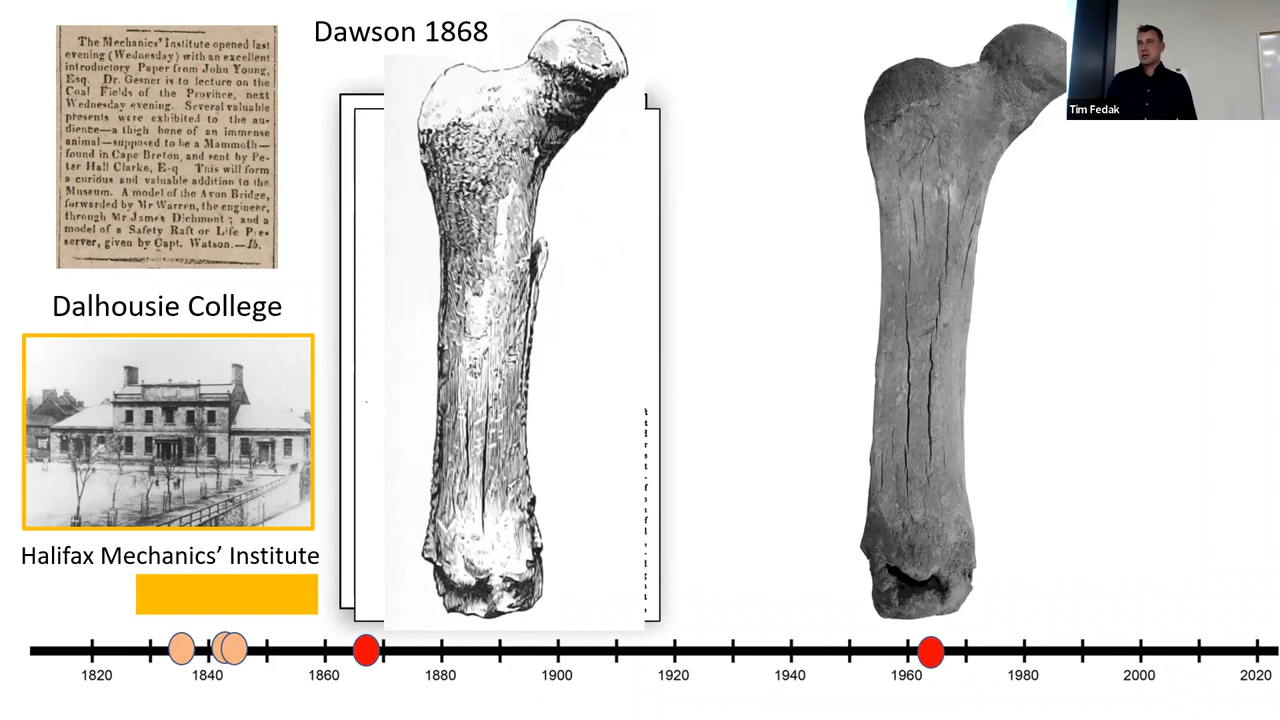 Dawson 1868
The Mechanics' Institute opened last
evening (Wednesday) with an excellent
introductory Paper from John Young,
Esq. Dr. Gesner is to lecture on the
Coal Fields of the Province, next
Wednesday evening. Several valuable
presents were exhibited to the au-
dience—a thigh bone of an immense
animal—supposed to be a Mammoth—
found in Cape Breton, and sent by Pe-
ter Hall Clarke, E-q This will form
a curious and valuable addition to the
Museum. A model of the Avon Bridge,
forwarded by Mr Warren, the engineer,
through Mr James Dichmont ; and a
model of a Safety Raft or Life Pres
server, given by Capt. Watson.—Ib.
Dalhousie College
Halifax Mechanics' Institute
Tim Fedak
1820 1840 1860 1880 1900 1920 1940 1960 1980 2000 2020